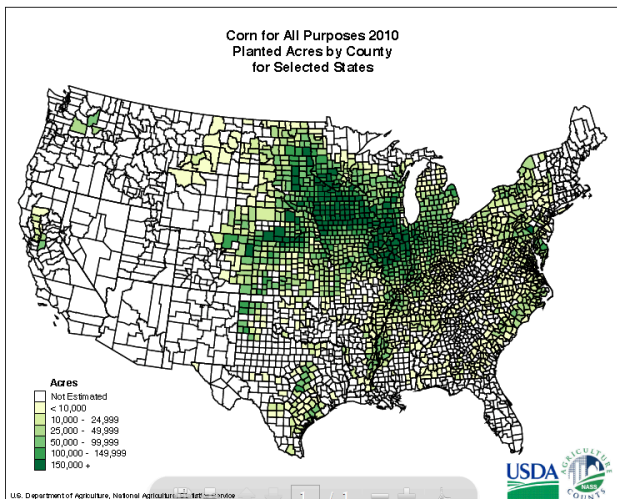 Corn for All Purposes 2010
Planted Acres by County
for Selected States
Acres
Not Estimated
< 10,000
10,000 - 24,999
25,000 - 49,999
50,000 - 99,999
100,000 - 149,999
150,000 +
U.S. Department of Agriculture, National
USDA
AGRICULTURE
NASS
COUNTS